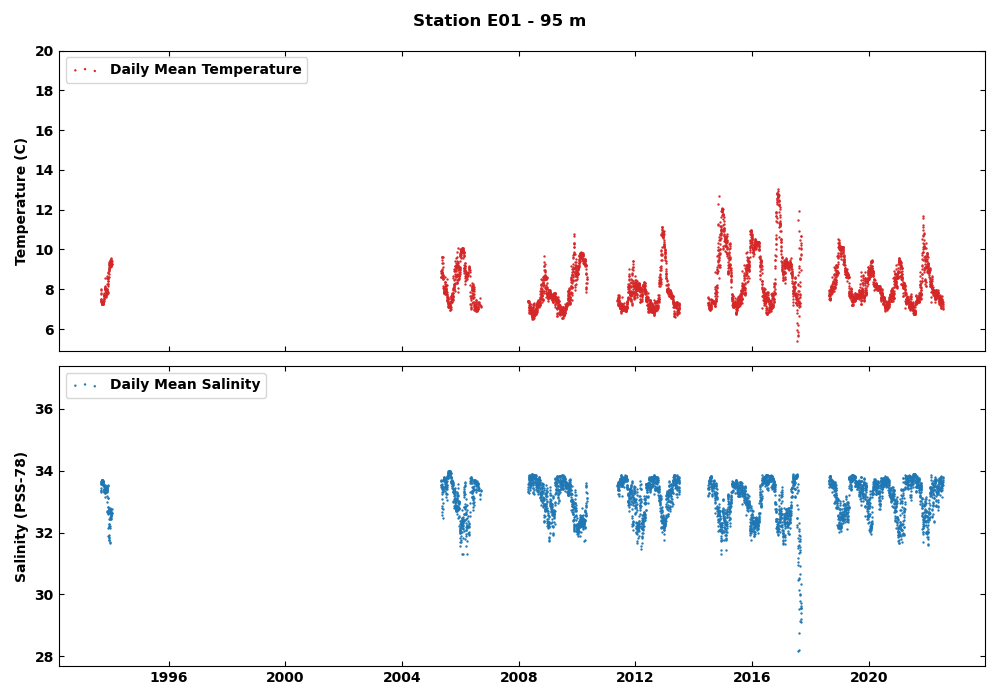 Station E01 - 95 m
20
18
16
14
12
10
8
6
Temperature (C)
Daily Mean Temperature
36
34
32
30
28
Salinity (PSS-78)
Daily Mean Salinity
1996 2000 2004 2008 2012 2016 2020